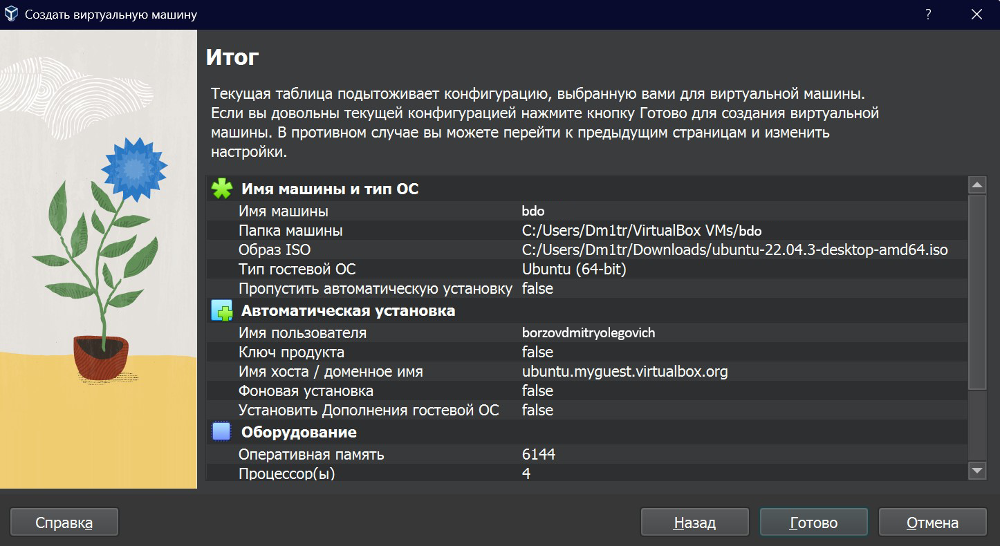 Создать виртуальную машину
?
Итог
Текущая таблица подытоживает конфигурацию, выбранную вами для виртуальной машины.
Если вы довольны текущей конфигурацией нажмите кнопку Готово для создания виртуальной
машины. В противном случае вы можете перейти к предыдущим страницам и изменить
настройки.
Имя машины и тип ОС
Имя машины bdo
Папка машины C:/Users/Dm1tr/VirtualBox VMs/bdo
Образ ISO C:/Users/Dm1tr/Downloads/ubuntu-22.04.3-desktop-amd64.iso
Тип гостевой ОС Ubuntu (64-bit)
Пропустить автоматическую установку false
Автоматическая установка
Имя пользователя borzovdmitryolegovich
Ключ продукта false
Имя хоста / доменное имя ubuntu.myguest.virtualbox.org
Фоновая установка false
Установить Дополнения гостевой ОС false
Оборудование
Оперативная память 6144
Процессор(ы) 4
Справка Назад Готово Отмена